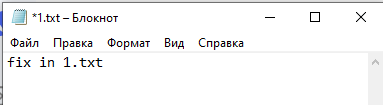 *1.txt – Блокнот
Файл Правка Формат Вид Справка
fix in 1.txt